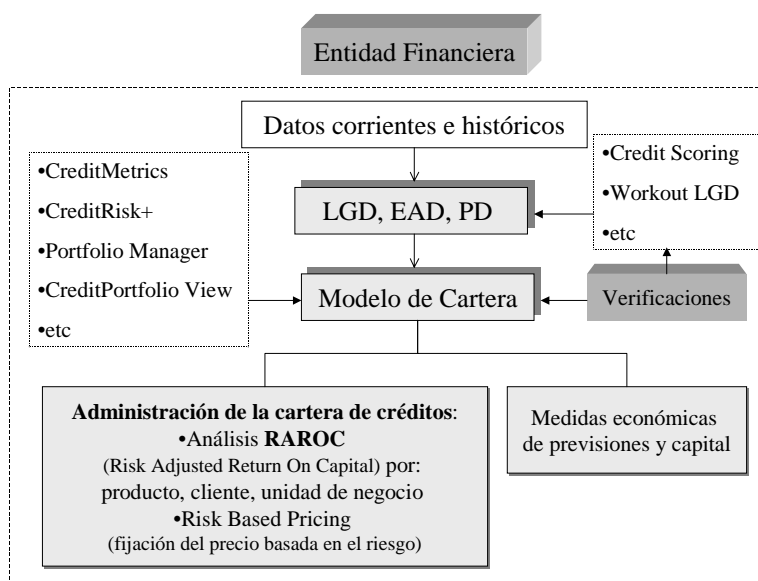 Entidad Financiera
Datos corrientes e históricos
•CreditMetrics
•CreditRisk+
•Portfolio Manager
•CreditPortfolio View
•etc
LGD, EAD, PD
•Credit Scoring
•Workout LGD
•etc
Modelo de Cartera
Verificaciones
Administración de la cartera de créditos:
•Análisis RAROC
(Risk Adjusted Return On Capital) por:
producto, cliente, unidad de negocio
•Risk Based Pricing
(fijación del precio basada en el riesgo)
Medidas económicas
de previsiones y capital